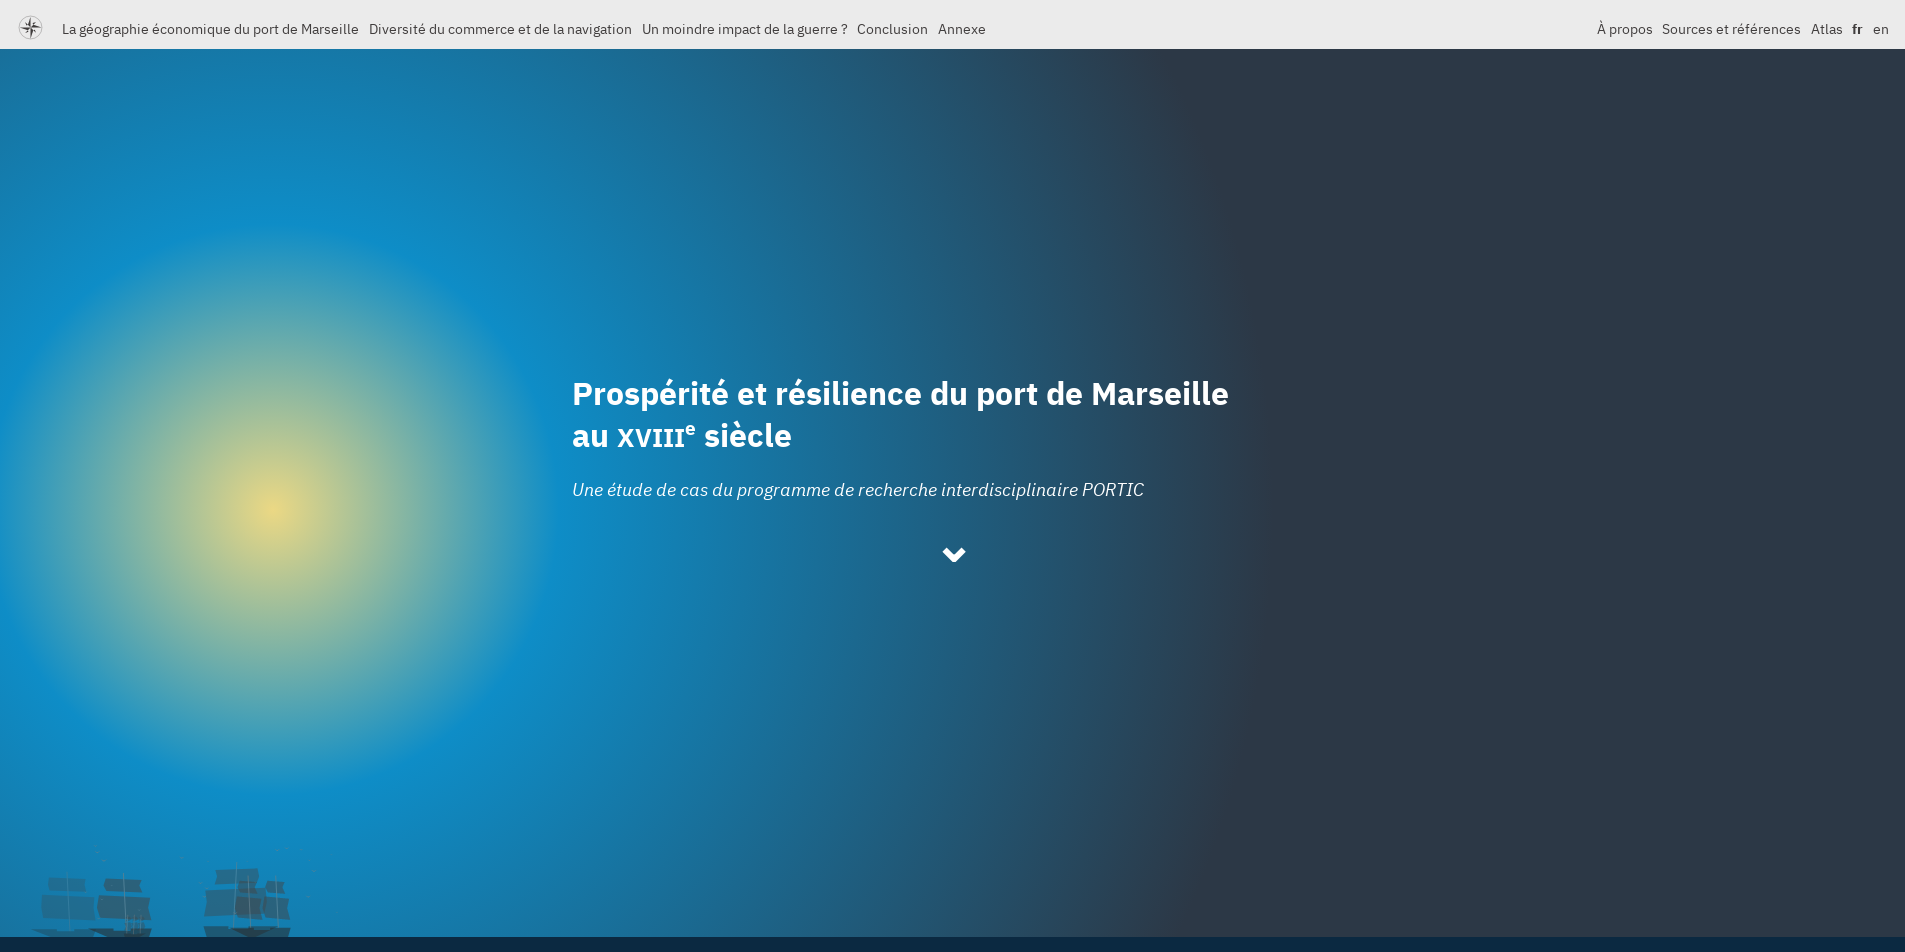 La géographie économique du port de Marseille Diversité du commerce et de la navigation Un moindre impact de la guerre ? Conclusion Annexe À propos Sources et références Atlas fr en
Prospérité et résilience du port de Marseille
au XVIIIe siècle
Une étude de cas du programme de recherche interdisciplinaire PORTIC